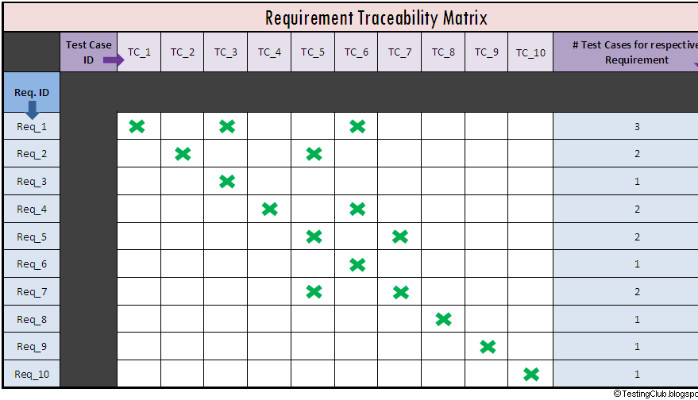 Requirement Traceability Matrix
Test Case ID TC_1 TC_2 TC_3 TC_4 TC_5 TC_6 TC_7 TC_8 TC_9 TC_10 # Test Cases for respective Requirement
Req. ID
Req_1 3
Req_2 2
Req_3 1
Req_4 2
Req_5 2
Req_6 1
Req_7 2
Req_8 1
Req_9 1
Req_10 1
©TestingClub.blogspo